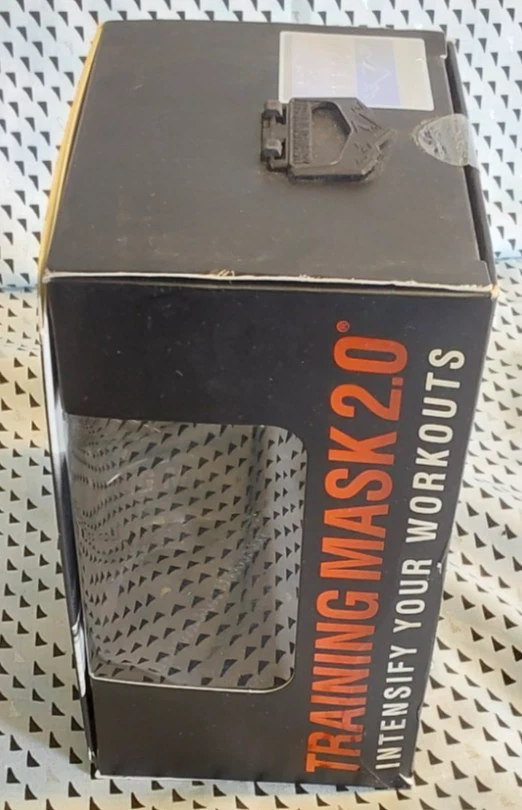 TRAINING MASK 2.0®
INTENSIFY YOUR WORKOUTS